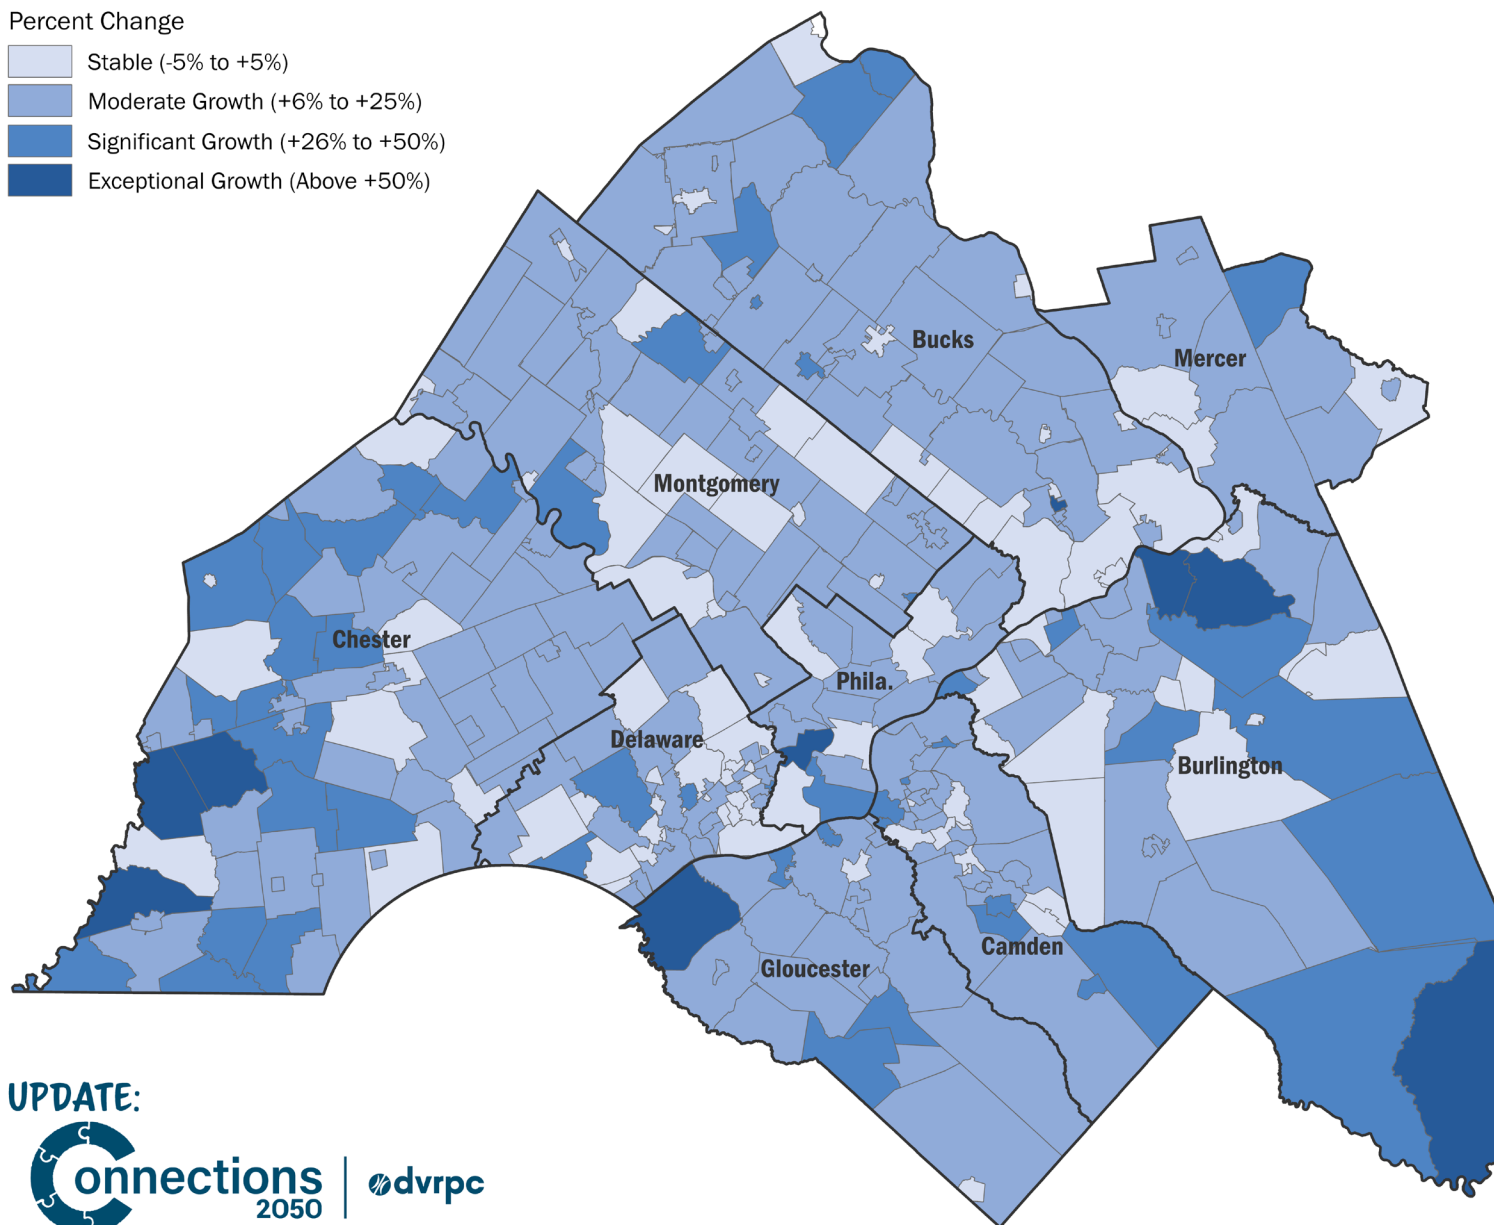 Percent Change
Stable (-5% to +5%)
Moderate Growth (+6% to +25%)
Significant Growth (+26% to +50%)
Exceptional Growth (Above +50%)
Bucks
Mercer
Montgomery
Chester
Phila.
Delaware
Burlington
Camden
Gloucester
UPDATE:
Connections
2050
dvrpc